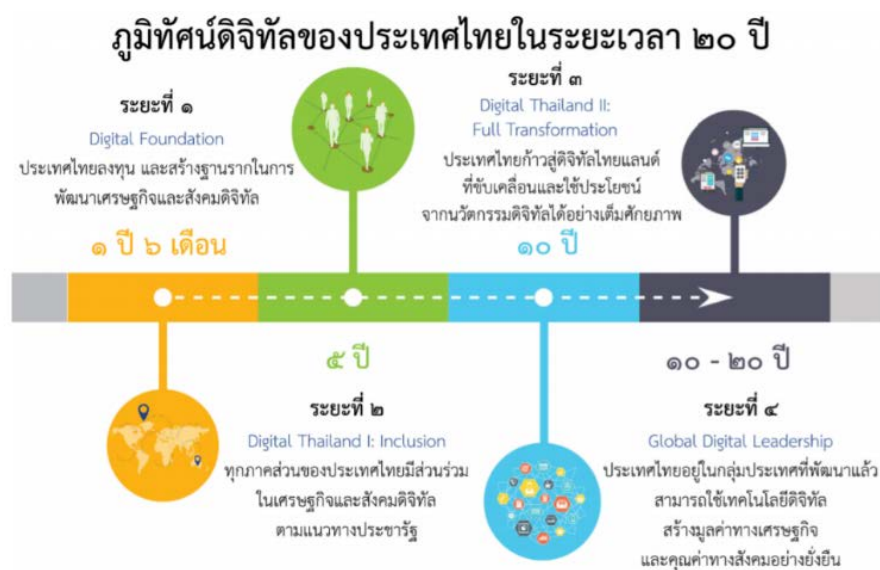 ภูมิทัศน์ดิจิทัลของประเทศไทยในระยะเวลา ๒๐ ปี
ระยะที่ ๑
Digital Foundation
ประเทศไทยลงทุน และสร้างฐานรากในการ
พัฒนาเศรษฐกิจและสังคมดิจิทัล
๑ ปี ๖ เดือน
ระยะที่ ๓
Digital Thailand II:
Full Transformation
ประเทศไทยก้าวสู่ดิจิทัลไทยแลนด์
ที่ขับเคลื่อนและใช้ประโยชน์
จากนวัตกรรมดิจิทัลได้อย่างเต็มศักยภาพ
๑๐ ปี
๕ ปี
ระยะที่ ๒
Digital Thailand I: Inclusion
ทุกภาคส่วนของประเทศไทยมีส่วนร่วม
ในเศรษฐกิจและสังคมดิจิทัล
ตามแนวทางประชารัฐ
๑๐ - ๒๐ ปี
ระยะที่ ๔
Global Digital Leadership
ประเทศไทยอยู่ในกลุ่มประเทศที่พัฒนาแล้ว
สามารถใช้เทคโนโลยีดิจิทัล
สร้างมูลค่าทางเศรษฐกิจ
และคุณค่าทางสังคมอย่างยั่งยืน